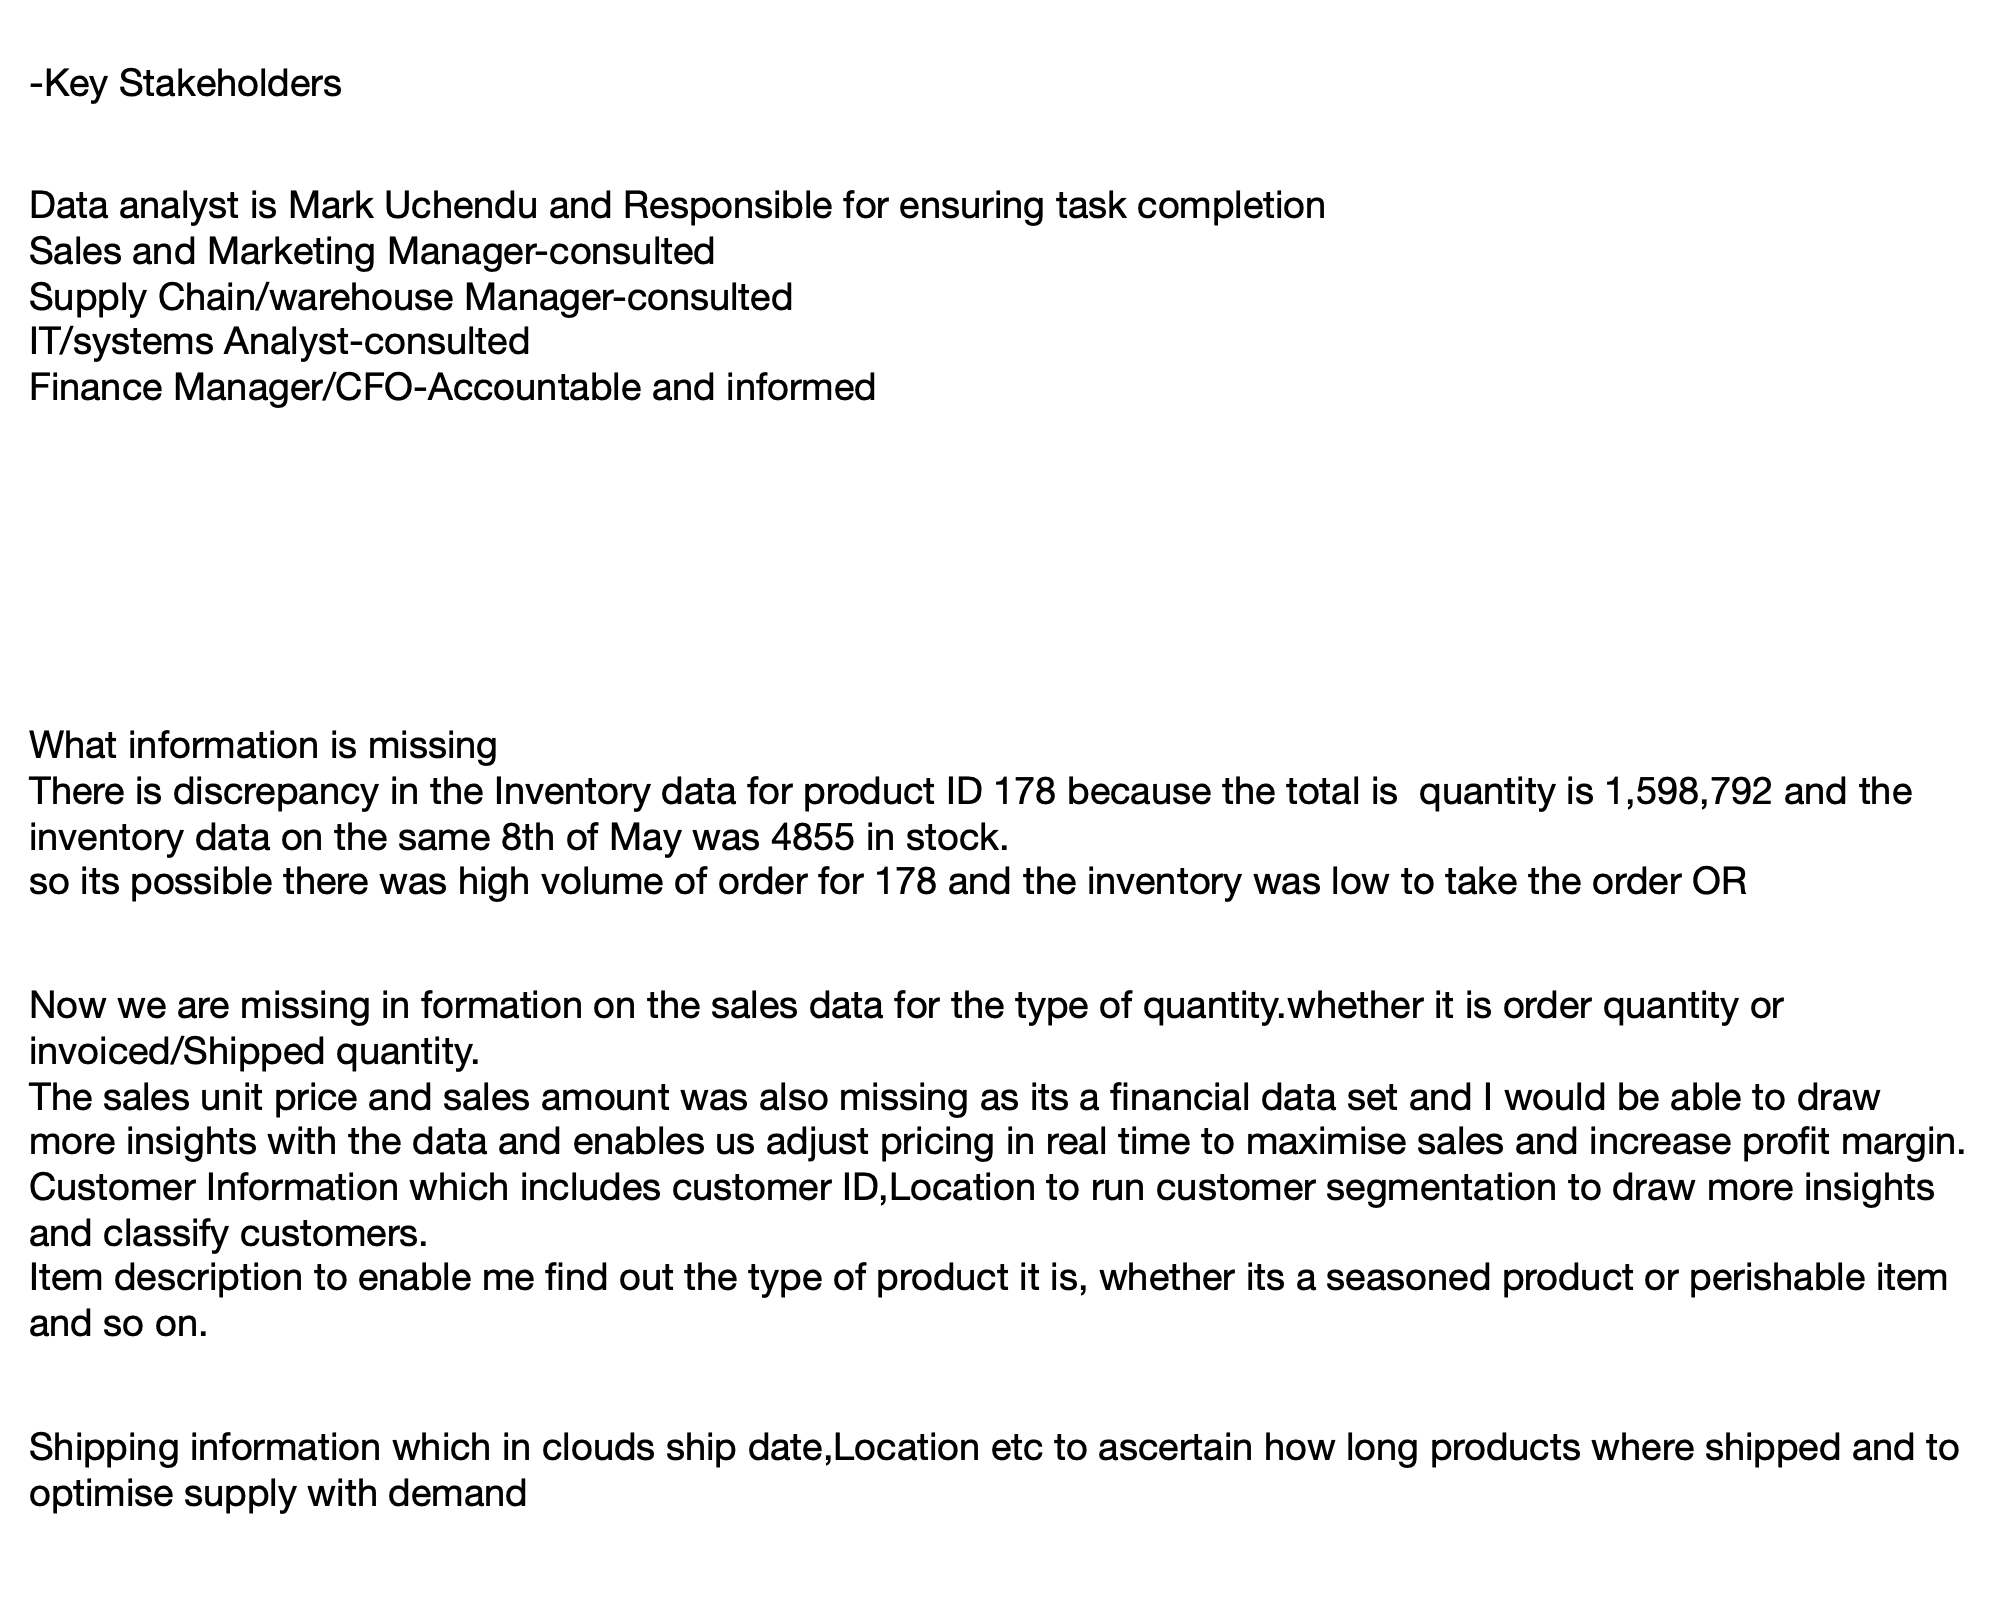 -Key Stakeholders
Data analyst is Mark Uchendu and Responsible for ensuring task completion
Sales and Marketing Manager-consulted
Supply Chain/warehouse Manager-consulted
IT/systems Analyst-consulted
Finance Manager/CFO-Accountable and informed
What information is missing
There is discrepancy in the Inventory data for product ID 178 because the total is  quantity is 1,598,792 and the
inventory data on the same 8th of May was 4855 in stock.
so its possible there was high volume of order for 178 and the inventory was low to take the order OR
Now we are missing in formation on the sales data for the type of quantity.whether it is order quantity or
invoiced/Shipped quantity.
The sales unit price and sales amount was also missing as its a financial data set and I would be able to draw
more insights with the data and enables us adjust pricing in real time to maximise sales and increase profit margin.
Customer Information which includes customer ID,Location to run customer segmentation to draw more insights
and classify customers.
Item description to enable me find out the type of product it is, whether its a seasoned product or perishable item
and so on.
Shipping information which in clouds ship date,Location etc to ascertain how long products where shipped and to
optimise supply with demand